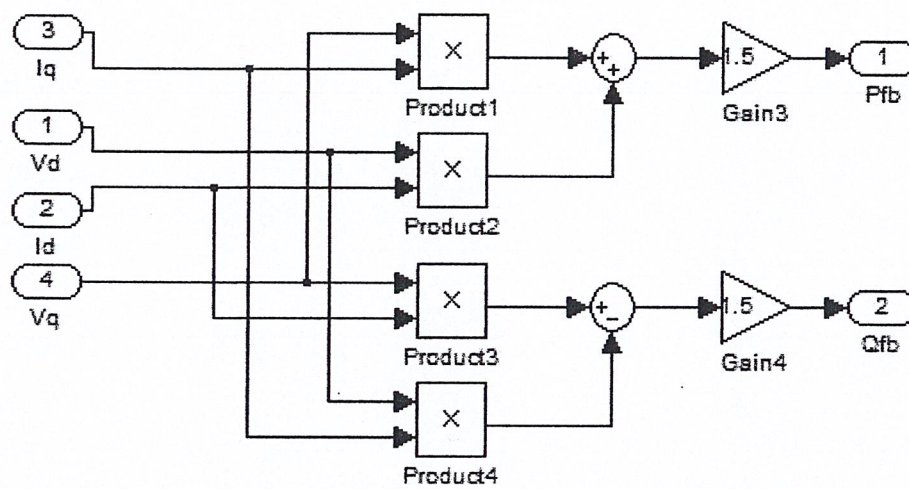 3
Iq
1
Vd
2
Id
4
Vq
×
Product1
×
Product2
×
Product3
×
Product4
+
+
+
−
1.5
Gain3
1.5
Gain4
1
Pfb
2
Qfb